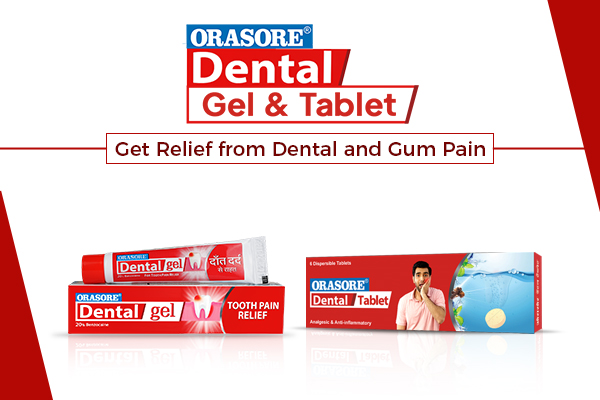 ORASORE®
Dental
Gel & Tablet
Get Relief from Dental and Gum Pain
ORASORE®
Dental gel
दाँत दर्द
से राहत
ORASORE®
Dental gel
20% Benzocaine
TOOTH PAIN
RELIEF
6 Dispersible Tablets
ORASORE®
Dental Tablet
Analgesic & Anti-inflammatory